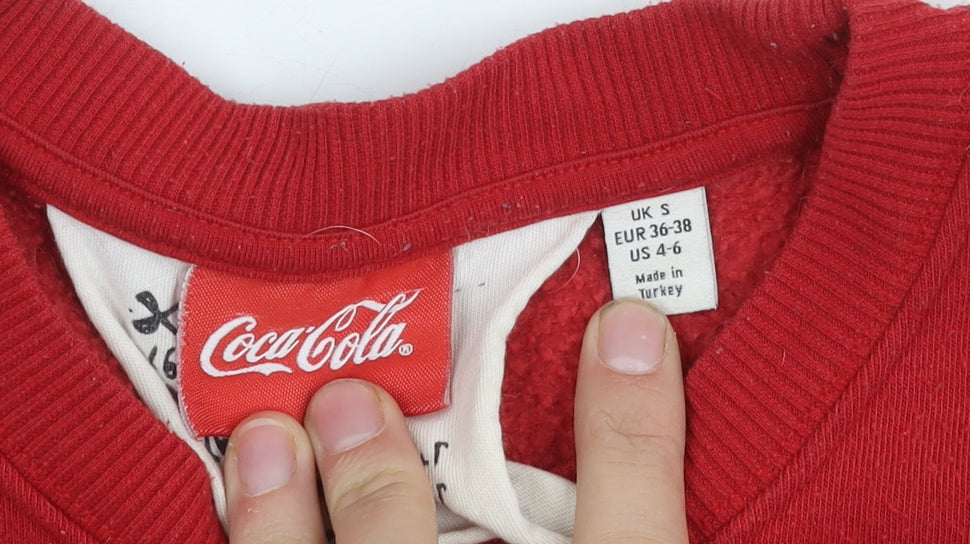 Coca-Cola®
UK S
EUR 36-38
US 4-6
Made in
Turkey